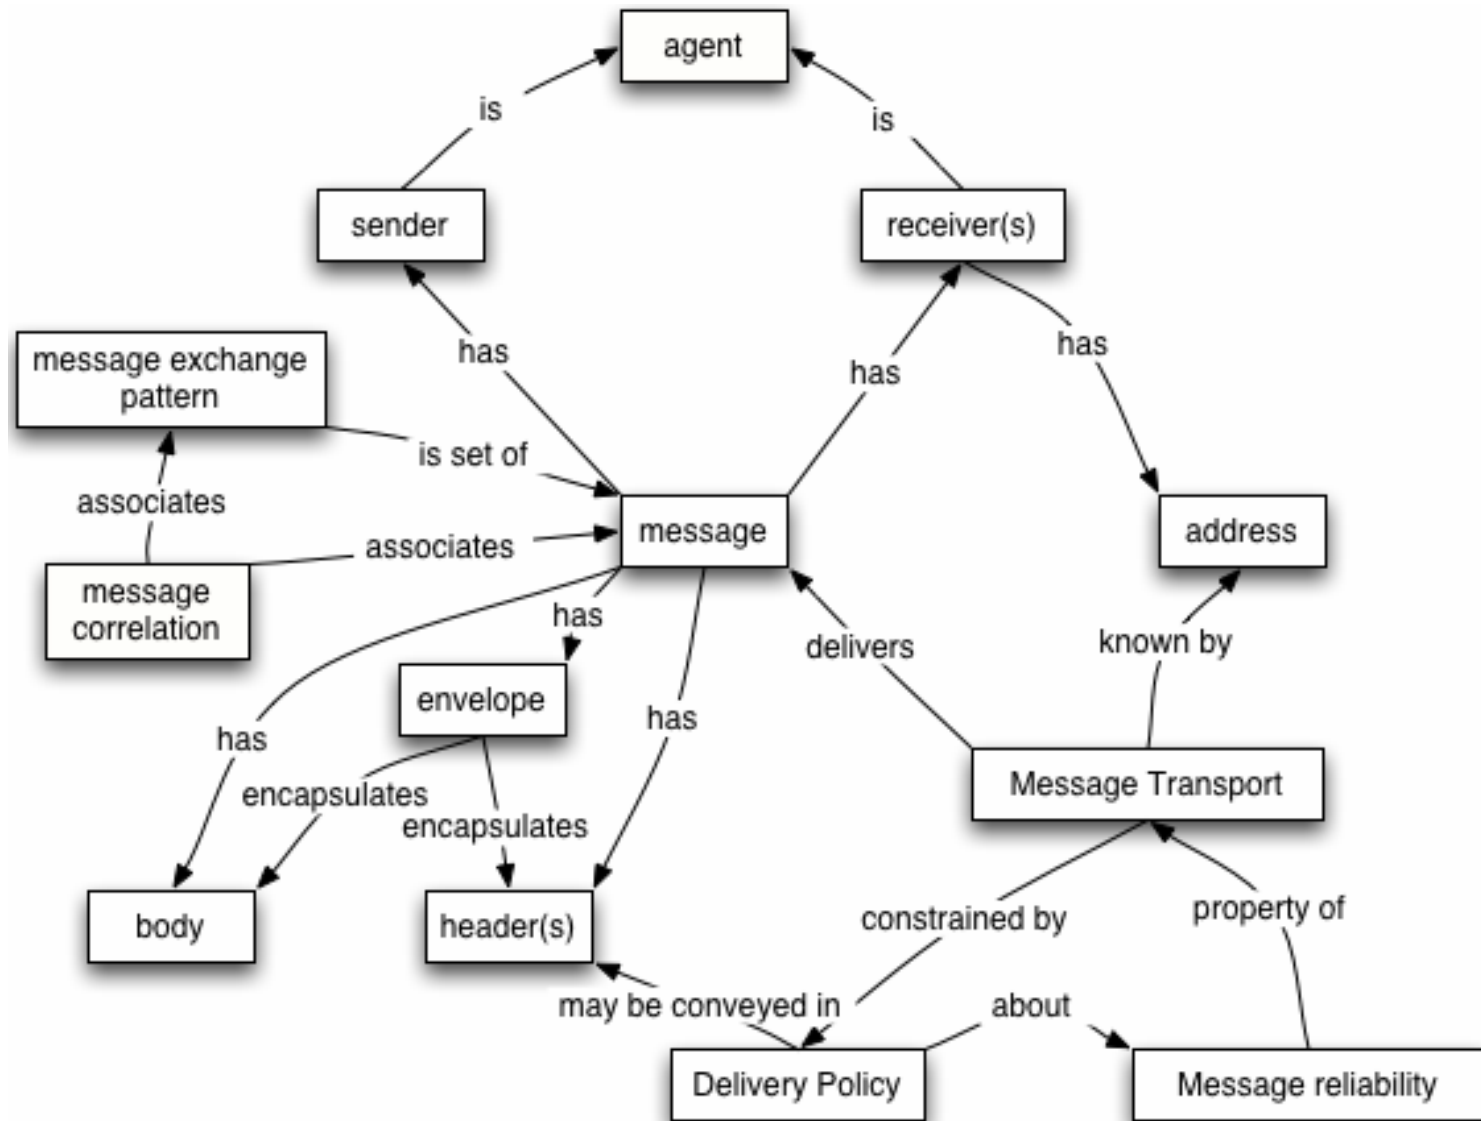 agent
is
is
sender
receiver(s)
has
has
has
message exchange
pattern
is set of
associates
associates
message
address
message
correlation
has
delivers
known by
envelope
has
has
encapsulates
encapsulates
Message Transport
body
header(s)
constrained by
property of
may be conveyed in
about
Delivery Policy
Message reliability